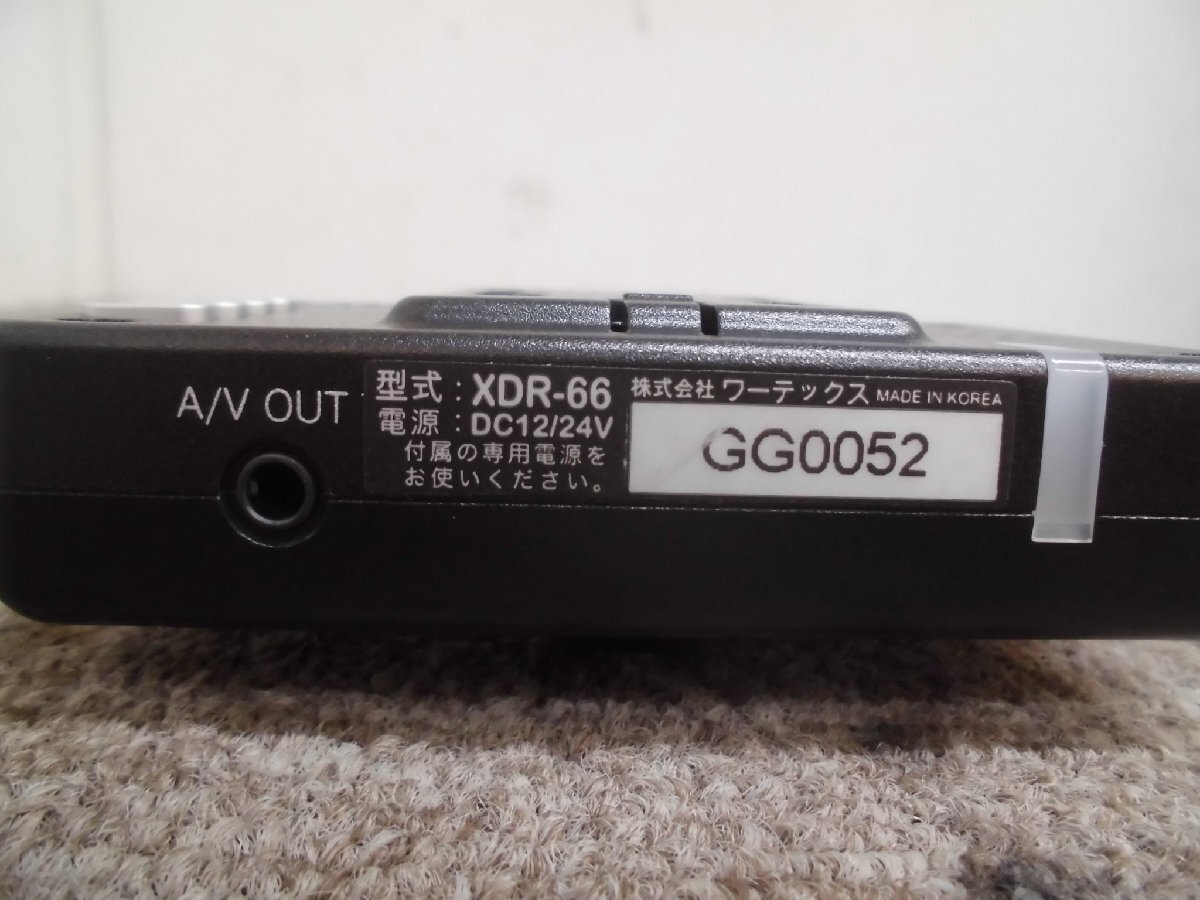 A/V OUT
型式 : XDR-66
電源 : DC12/24V
付属の専用電源を
お使いください。
株式会社 ワーテックス MADE IN KOREA
GG0052